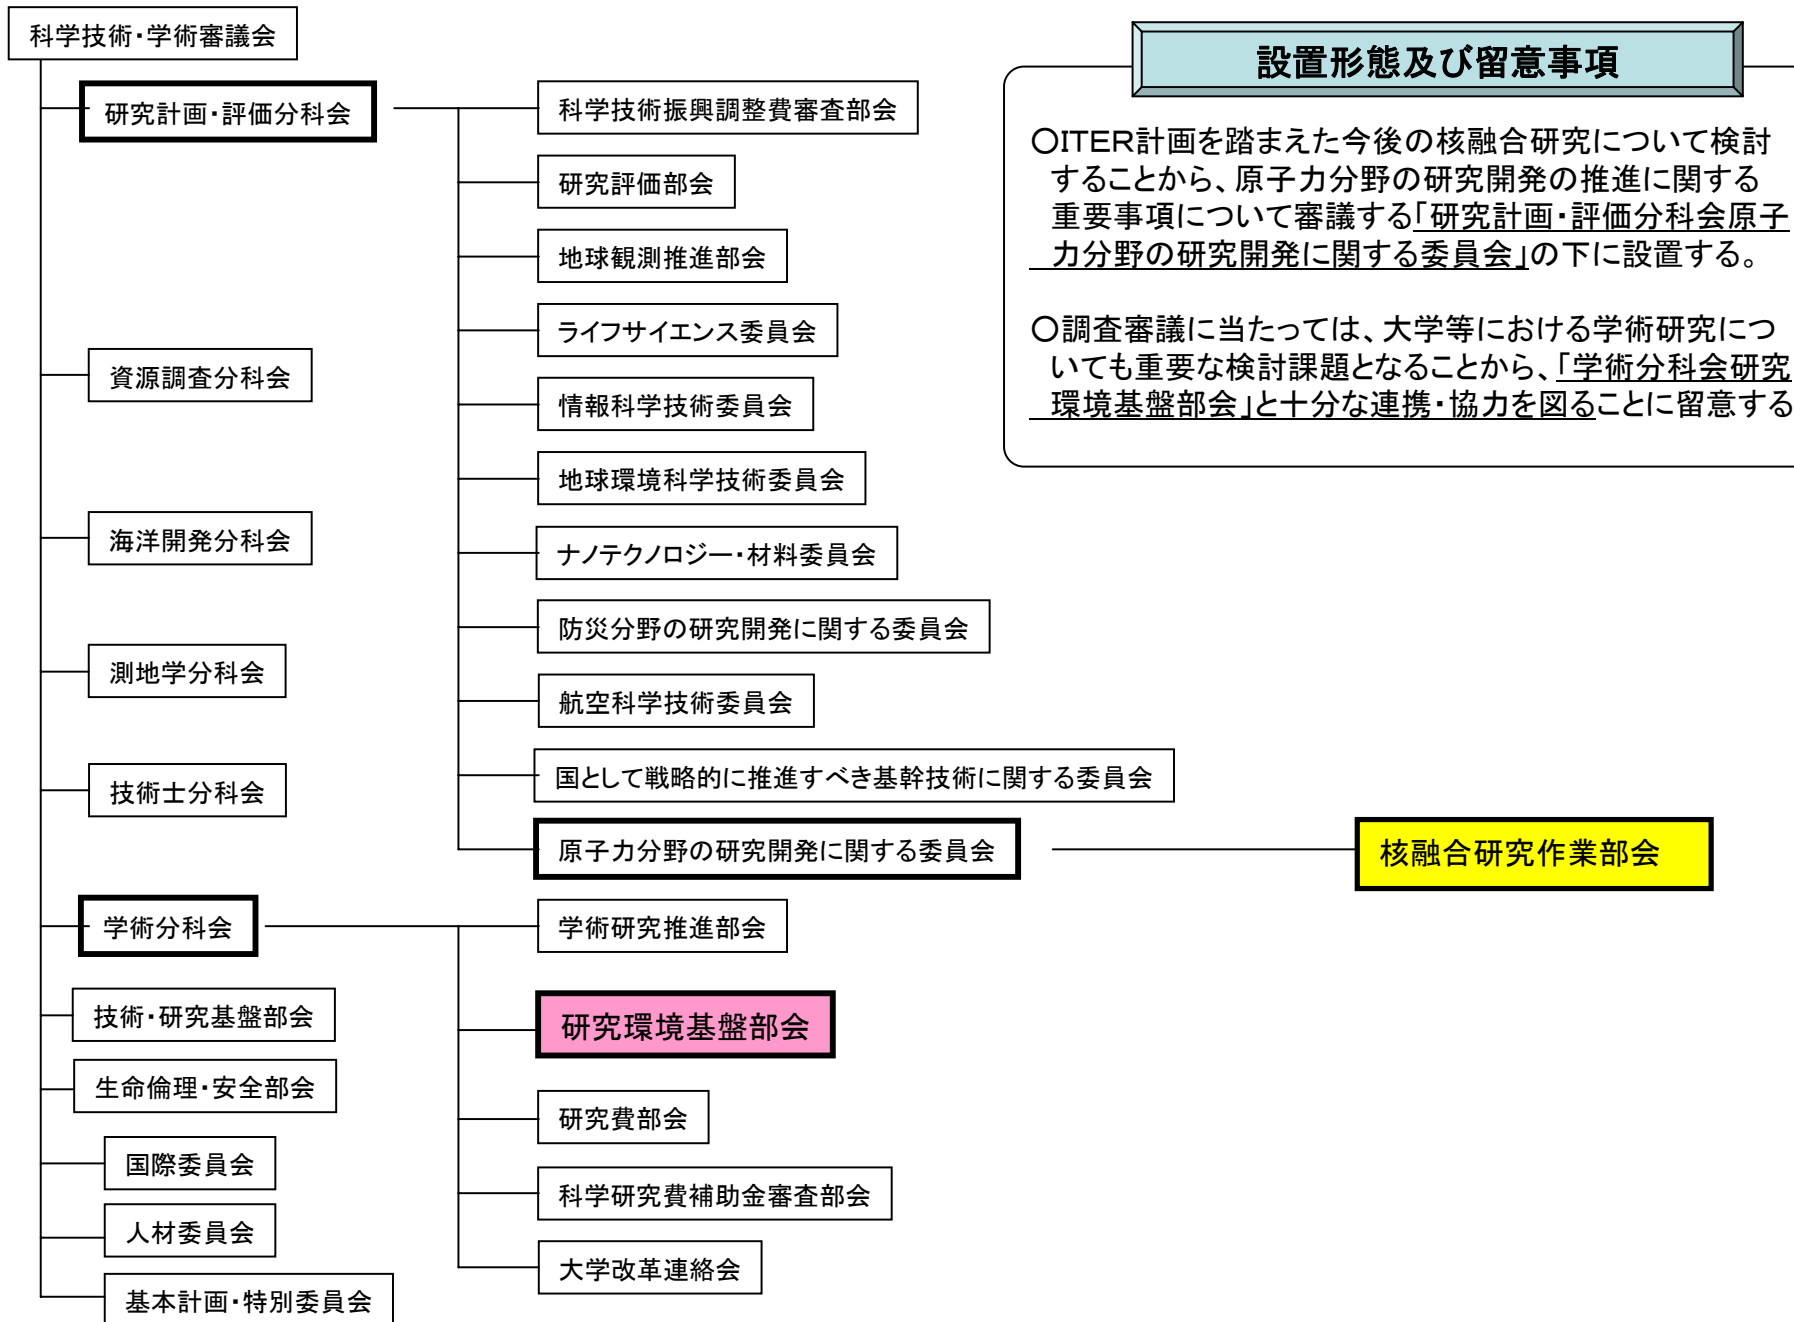 科学技術・学術審議会
研究計画・評価分科会
資源調査分科会
海洋開発分科会
測地学分科会
技術士分科会
学術分科会
技術・研究基盤部会
生命倫理・安全部会
国際委員会
人材委員会
基本計画・特別委員会
科学技術振興調整費審査部会
研究評価部会
地球観測推進部会
ライフサイエンス委員会
情報科学技術委員会
地球環境科学技術委員会
ナノテクノロジー・材料委員会
防災分野の研究開発に関する委員会
航空科学技術委員会
国として戦略的に推進すべき基幹技術に関する委員会
原子力分野の研究開発に関する委員会
核融合研究作業部会
学術研究推進部会
研究環境基盤部会
研究費部会
科学研究費補助金審査部会
大学改革連絡会
設置形態及び留意事項
○ITER計画を踏まえた今後の核融合研究について検討
することから、原子力分野の研究開発の推進に関する
重要事項について審議する「研究計画・評価分科会原子
力分野の研究開発に関する委員会」の下に設置する。
○調査審議に当たっては、大学等における学術研究につ
いても重要な検討課題となることから、「学術分科会研究
環境基盤部会」と十分な連携・協力を図ることに留意する